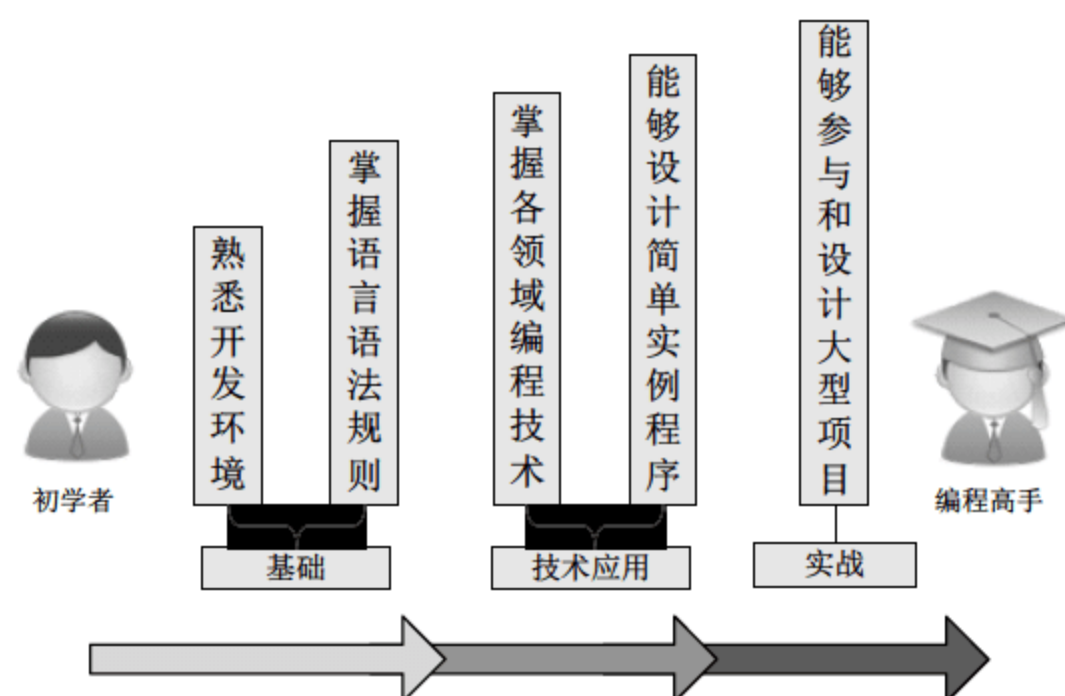 熟悉开发环境
掌握语言语法规则
掌握各领域编程技术
能够设计简单实例程序
能够参与和设计大型项目
初学者
编程高手
基础
技术应用
实战